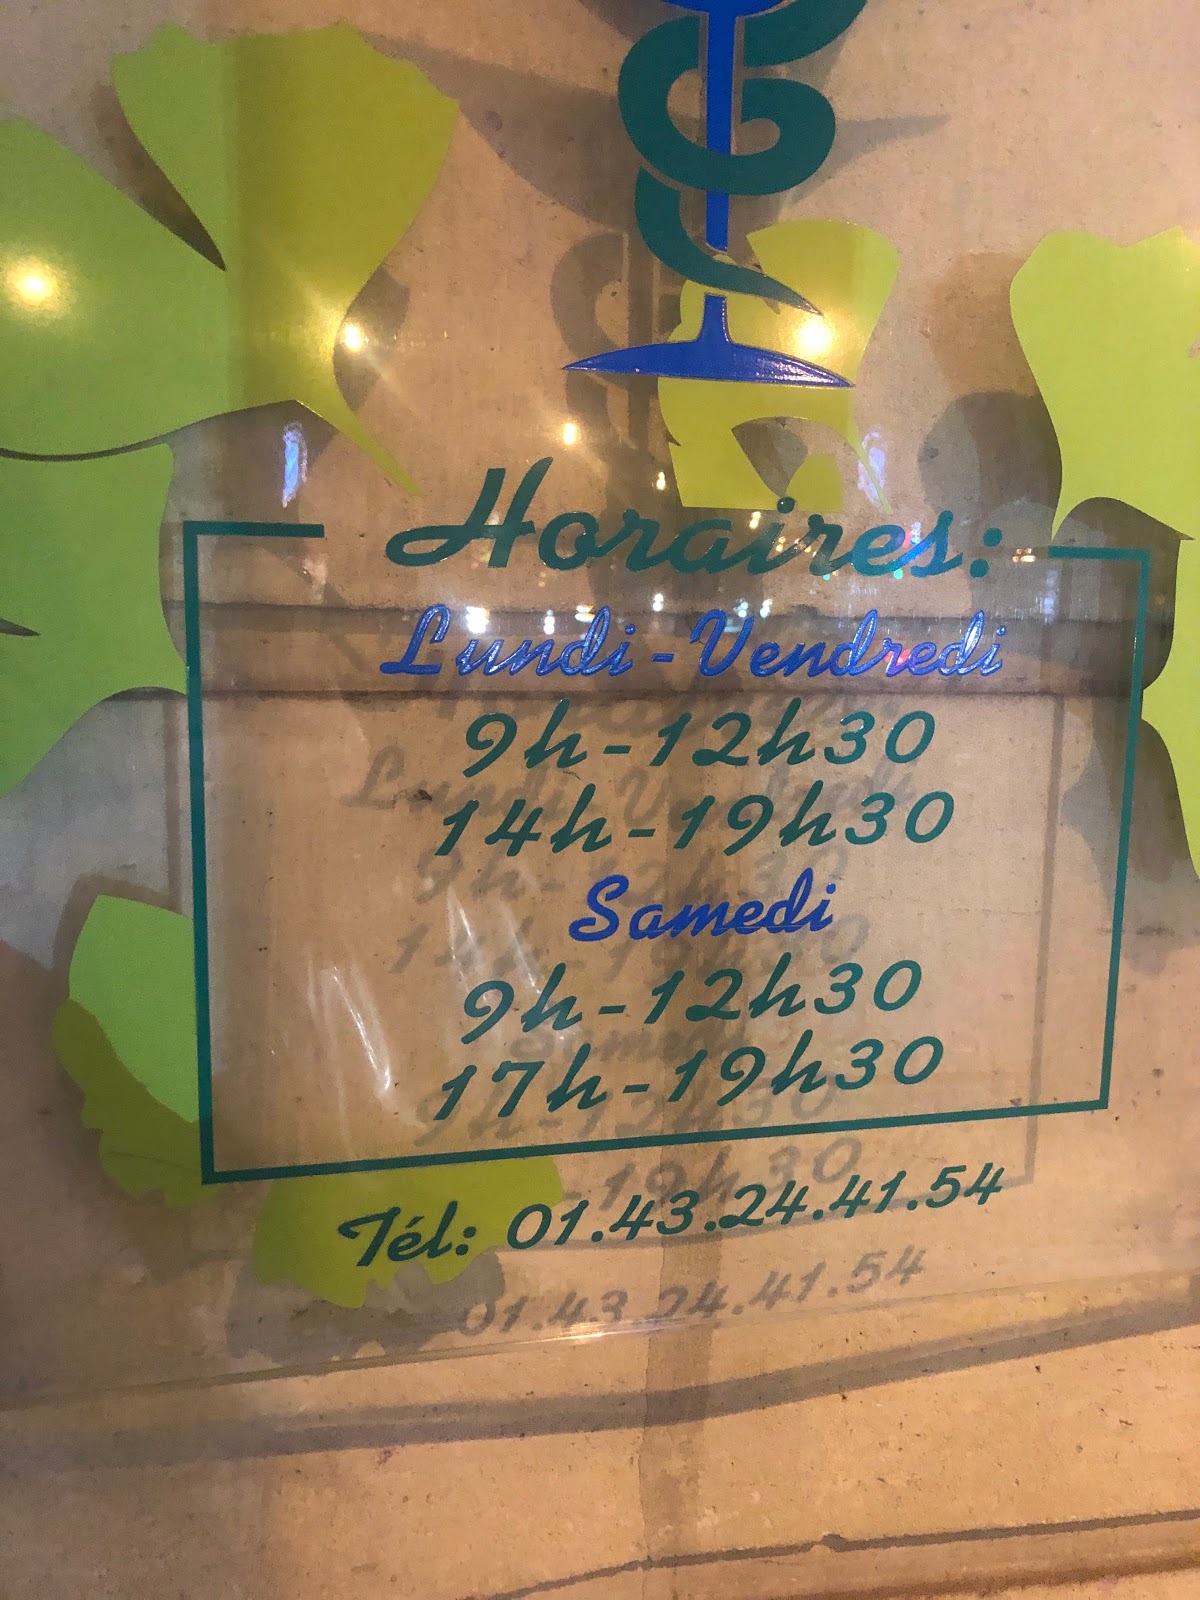 Horaires:
Lundi-Vendredi
9h-12h30
14h-19h30
Samedi
9h-12h30
17h-19h30
Tél: 01.43.24.41.54